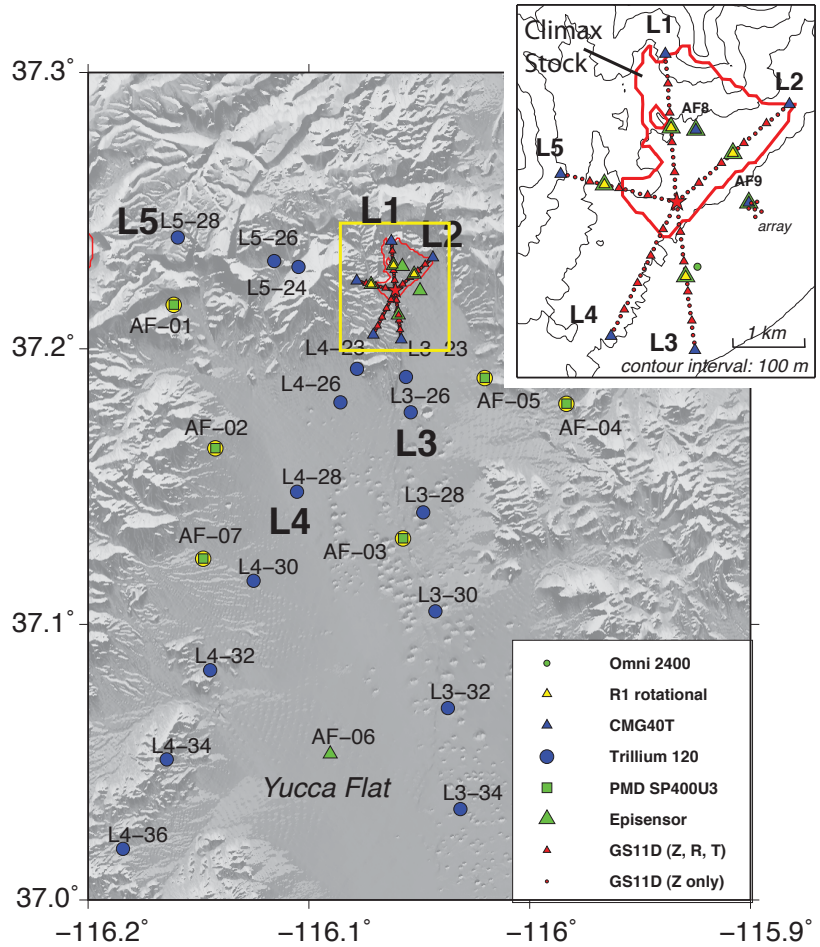 Climax
Stock
L1
L2
AF8
L5
AF9
array
L4
L3
1 km
contour interval: 100 m
37.3°
37.2°
37.1°
37.0°
L5
L5−28
L5−26
L5−24
AF−01
L1
L2
L4−23
L3−23
L4−26
L3−26
AF−05
AF−04
AF−02
L3
L4−28
L4
L3−28
AF−03
AF−07
L4−30
L3−30
L4−32
L3−32
L4−34
AF−06
Yucca Flat
L3−34
L4−36
Omni 2400
R1 rotational
CMG40T
Trillium 120
PMD SP400U3
Episensor
GS11D (Z, R, T)
GS11D (Z only)
−116.2°
−116.1°
−116°
−115.9°